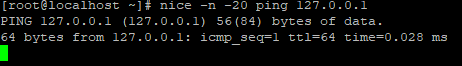 [root@localhost ~]# nice -n -20 ping 127.0.0.1
PING 127.0.0.1 (127.0.0.1) 56(84) bytes of data.
64 bytes from 127.0.0.1: icmp_seq=1 ttl=64 time=0.028 ms